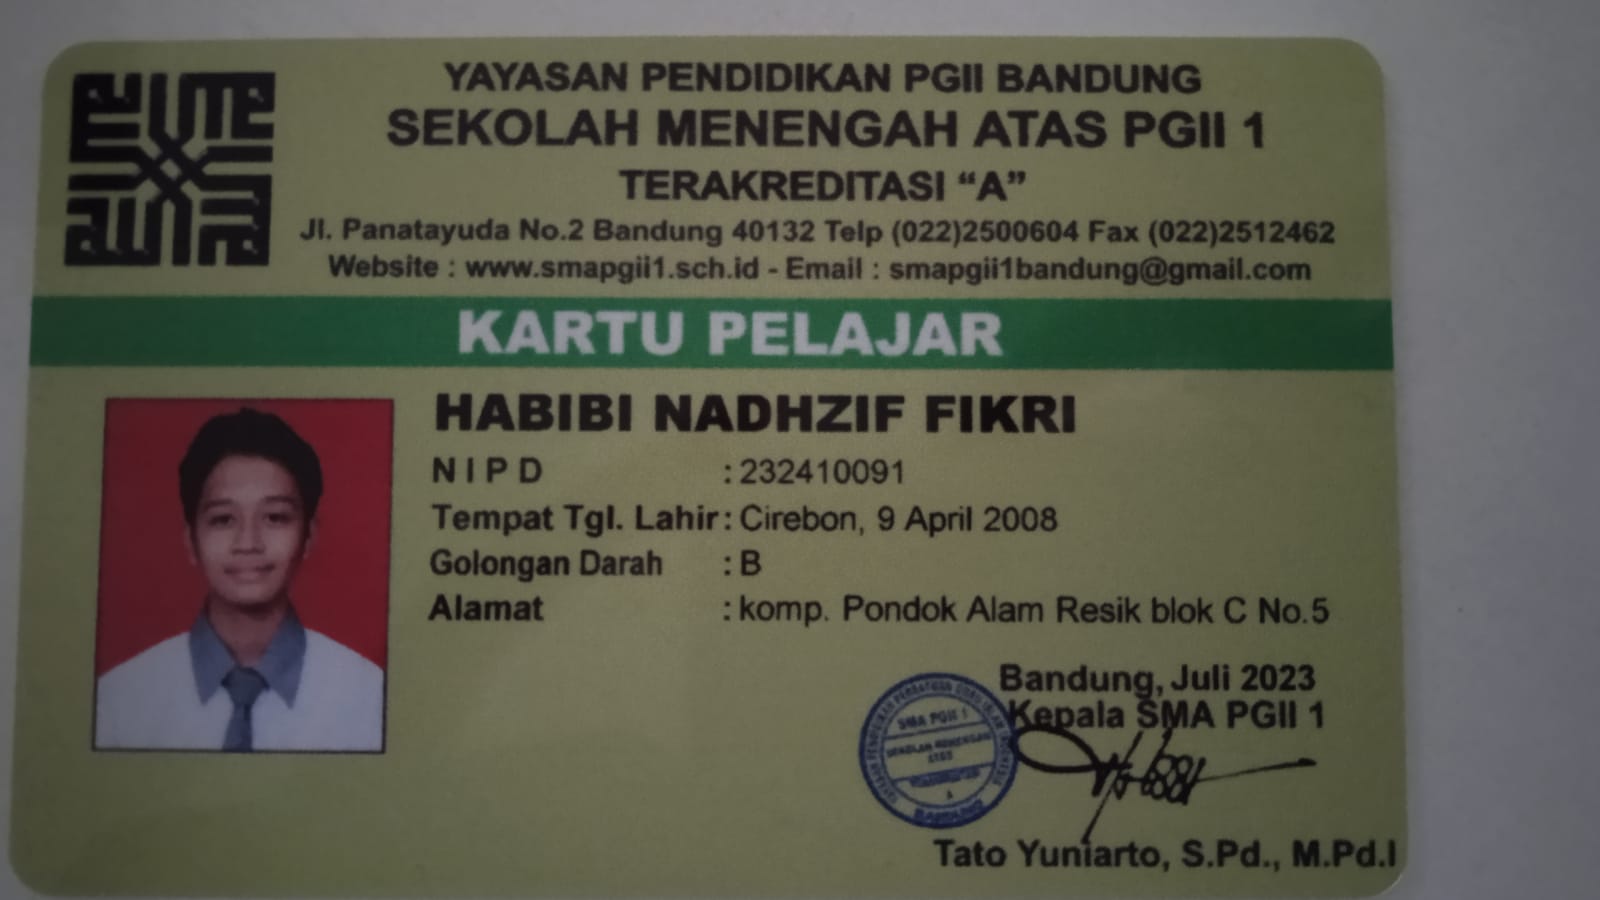 YAYASAN PENDIDIKAN PGII BANDUNG
SEKOLAH MENENGAH ATAS PGII 1
TERAKREDITASI “A”
Jl. Panatayuda No.2 Bandung 40132 Telp (022)2500604 Fax (022)2512462
Website : www.smapgii1.sch.id - Email : smapgii1bandung@gmail.com
KARTU PELAJAR
HABIBI NADHZIF FIKRI
N I P D : 232410091
Tempat Tgl. Lahir : Cirebon, 9 April 2008
Golongan Darah : B
Alamat : komp. Pondok Alam Resik blok C No.5
Bandung, Juli 2023
Kepala SMA PGII 1
SMA PGII 1
SEKOLAH MENENGAH
ATAS
BANDUNG
Tato Yuniarto, S.Pd., M.Pd.I